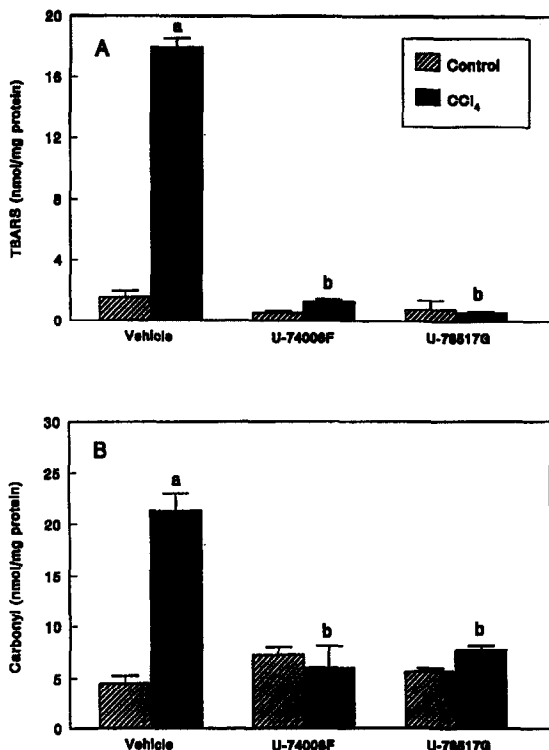 20
A
a
Control
CCl4
16
12
8
4
0
TBARS (nmol/mg protein)
b
b
Vehicle
U-74006F
U-78517G
30
B
a
25
20
15
10
5
0
Carbonyl (nmol/mg protein)
b
b
Vehicle
U-74006F
U-78517G